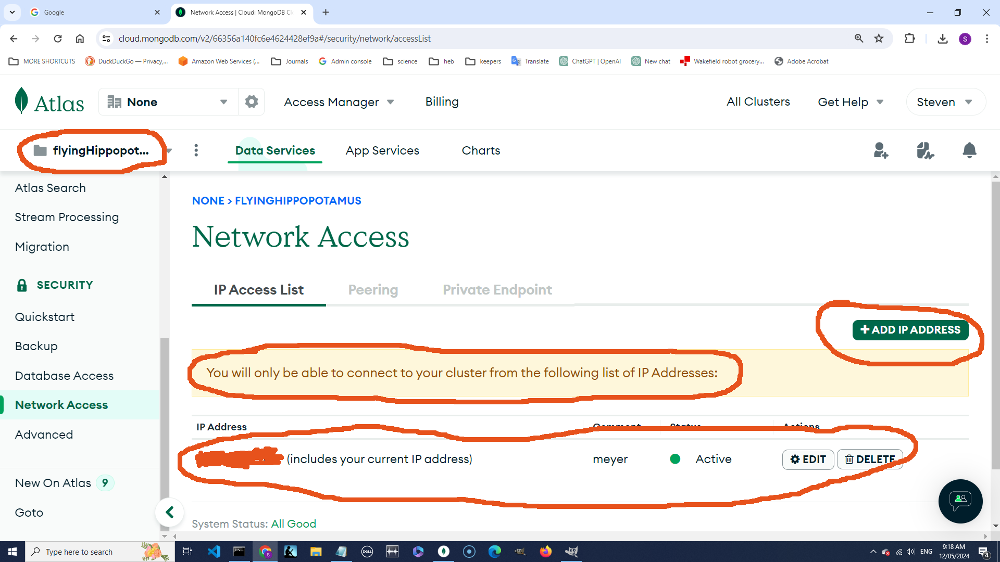 Google
Network Access | Cloud: MongoDB Cl
cloud.mongodb.com/v2/66356a140fc6e4624428ef9a#/security/network/accessList
S
MORE SHORTCUTS
DuckDuckGo — Privacy,...
Amazon Web Services (...
Journals
Admin console
science
heb
keepers
Translate
ChatGPT | OpenAI
New chat
Wakefield robot grocery...
Adobe Acrobat
Atlas
None
Access Manager
Billing
All Clusters
Get Help
Steven
flyingHippopot...
Data Services
App Services
Charts
Atlas Search
Stream Processing
Migration
SECURITY
Quickstart
Backup
Database Access
Network Access
Advanced
New On Atlas 9
Goto
NONE > FLYINGHIPPOPOTAMUS
Network Access
IP Access List
Peering
Private Endpoint
+ ADD IP ADDRESS
You will only be able to connect to your cluster from the following list of IP Addresses:
IP Address Comment Status Actions
(includes your current IP address) meyer Active EDIT DELETE
System Status: All Good
Type here to search
DELL
ENG
9:18 AM
12/05/2024
4